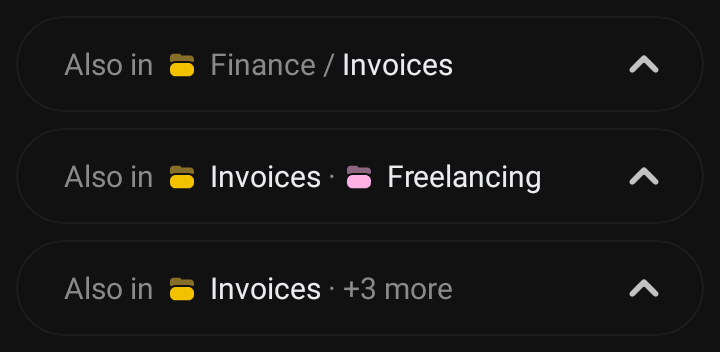 Also in Finance / Invoices
Also in Invoices · Freelancing
Also in Invoices · +3 more